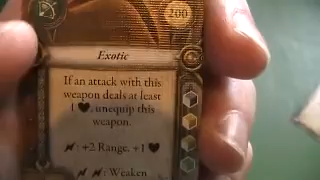 200
Exotic
If an attack with this
weapon deals at least
1 , unequip this
weapon.
: +2 Range, +1
: Weaken